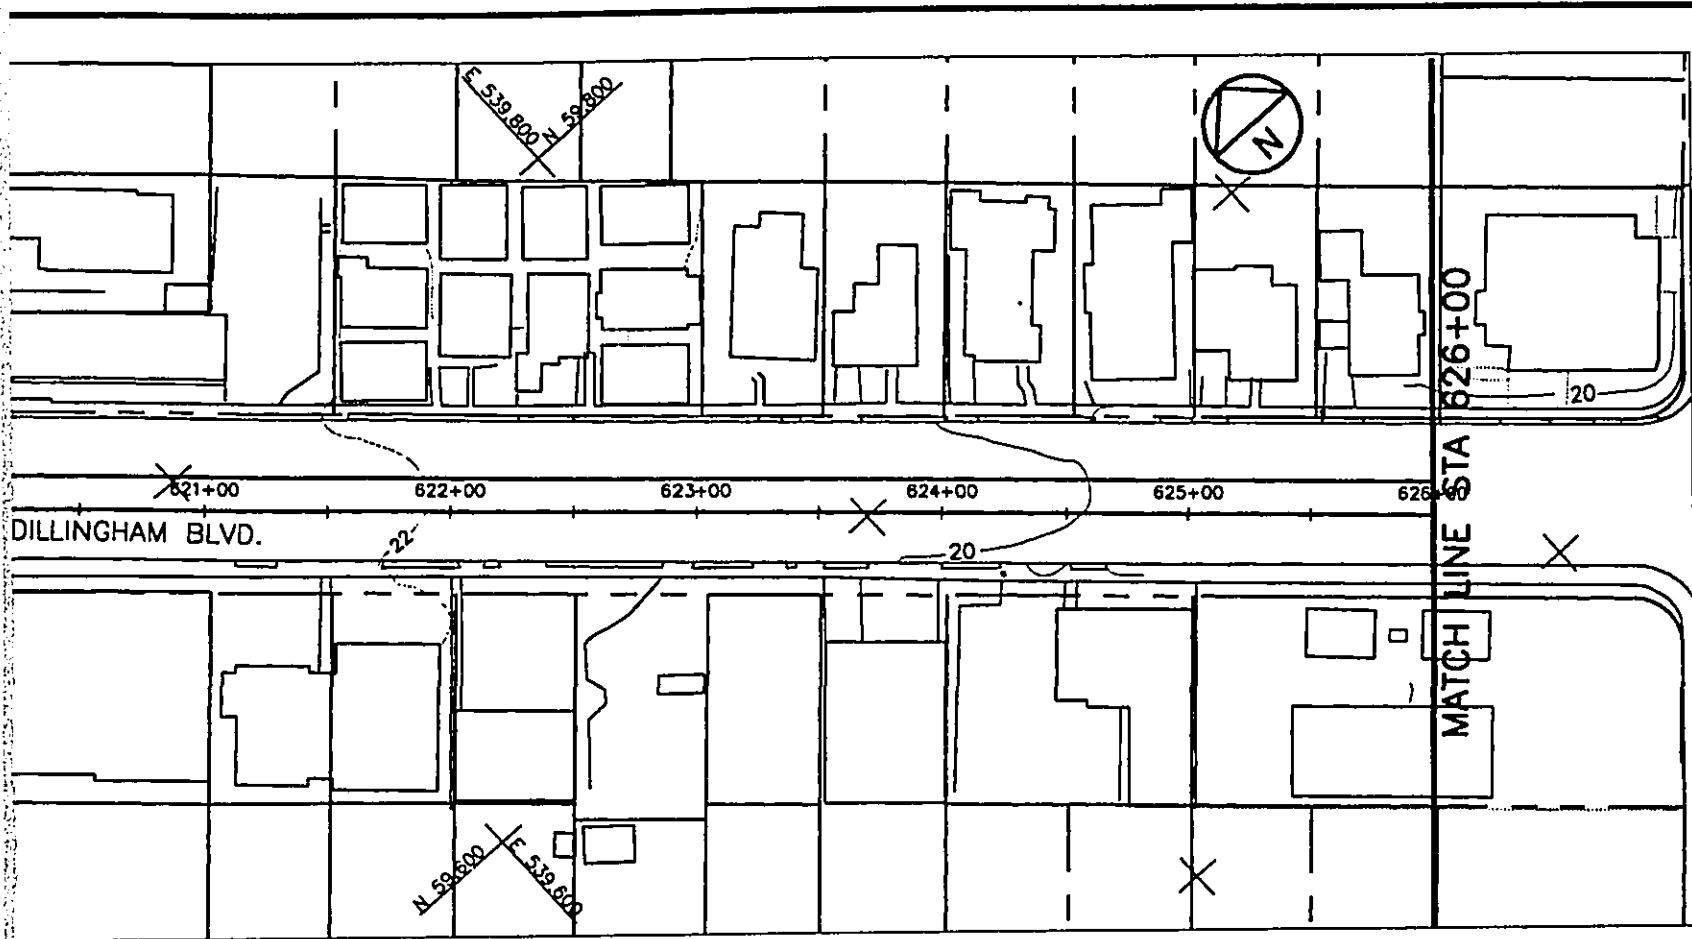 E 539,800
N 59,800
N
20
621+00
622+00
623+00
624+00
625+00
626+00
DILLINGHAM BLVD.
22
20
MATCH LINE STA 626+00
N 59,600
E 539,600